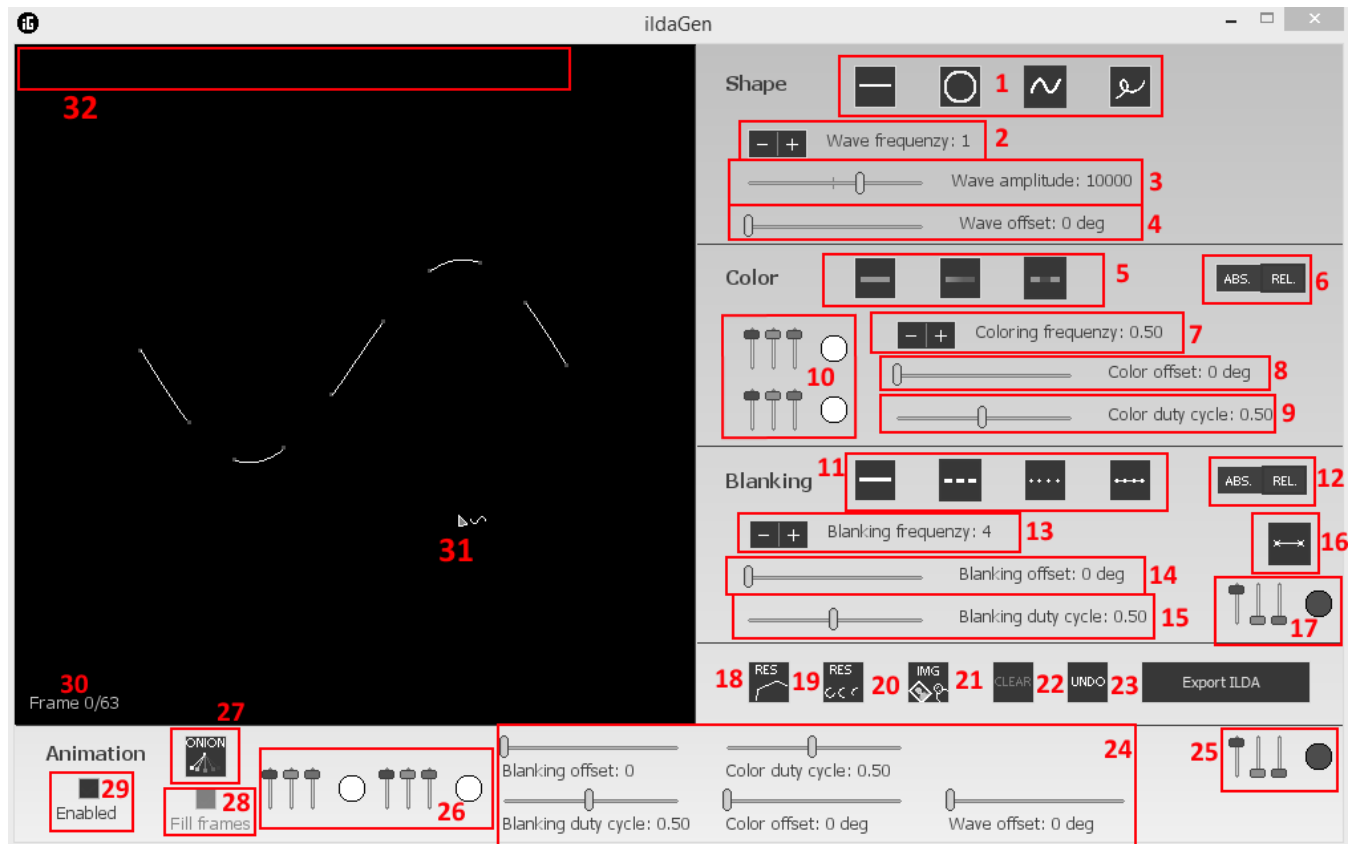 iG
ildaGen
32
Shape
1
- + Wave frequenzy: 1
2
Wave amplitude: 10000
3
Wave offset: 0 deg
4
Color
5
ABS. REL.
6
- + Coloring frequenzy: 0.50
7
10
Color offset: 0 deg
8
Color duty cycle: 0.50
9
Blanking
11
ABS. REL.
12
- + Blanking frequenzy: 4
13
16
Blanking offset: 0 deg
14
Blanking duty cycle: 0.50
15
17
31
18
RES
19
RES
20
IMG
21
CLEAR
22
UNDO
23
Export ILDA
30
Frame 0/63
27
Animation
ONION
29
Enabled
28
Fill frames
26
Blanking offset: 0
Color duty cycle: 0.50
24
25
Blanking duty cycle: 0.50
Color offset: 0 deg
Wave offset: 0 deg